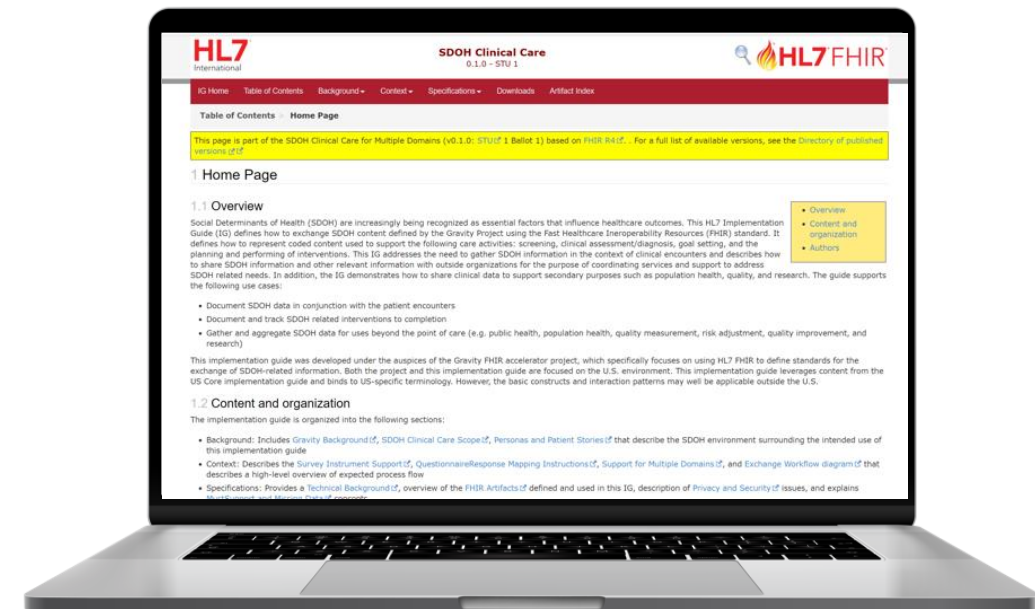 HL7
International
SDOH Clinical Care
0.1.0 – STU 1
HL7 FHIR
IG Home Table of Contents Background Context Specifications Downloads Artifact Index
Table of Contents Home Page
This page is part of the SDOH Clinical Care for Multiple Domains (v0.1.0: STU 1 Ballot 1) based on FHIR R4. . For a full list of available versions, see the Directory of published
versions
1 Home Page
1.1 Overview
Social Determinants of Health (SDOH) are increasingly being recognized as essential factors that influence healthcare outcomes. This HL7 Implementation
Guide (IG) defines how to exchange SDOH content defined by the Gravity Project using the Fast Healthcare Ineroperability Resources (FHIR) standard. It
defines how to represent coded content used to support the following care activities: screening, clinical assessment/diagnosis, goal setting, and the
planning and performing of interventions. This IG addresses the need to gather SDOH information in the context of clinical encounters and describes how
to share SDOH information and other relevant information with outside organizations for the purpose of coordinating services and support to address
SDOH related needs. In addition, the IG demonstrates how to share clinical data to support secondary purposes such as population health, quality, and research. The guide supports
the following use cases:
• Overview
• Content and
organization
• Authors
• Document SDOH data in conjunction with the patient encounters
• Document and track SDOH related interventions to completion
• Gather and aggregate SDOH data for uses beyond the point of care (e.g. public health, population health, quality measurement, risk adjustment, quality improvement, and
research)
This implementation guide was developed under the auspices of the Gravity FHIR accelerator project, which specifically focuses on using HL7 FHIR to define standards for the
exchange of SDOH-related information. Both the project and this implementation guide are focused on the U.S. environment. This implementation guide leverages content from the
US Core implementation guide and binds to US-specific terminology. However, the basic constructs and interaction patterns may well be applicable outside the U.S.
1.2 Content and organization
The implementation guide is organized into the following sections:
• Background: Includes Gravity Background, SDOH Clinical Care Scope, Personas and Patient Stories that describe the SDOH environment surrounding the intended use of
this implementation guide
• Context: Describes the Survey Instrument Support, QuestionnaireResponse Mapping Instructions, Support for Multiple Domains, and Exchange Workflow diagram that
describes a high-level overview of expected process flow
• Specifications: Provides a Technical Background, overview of the FHIR Artifacts defined and used in this IG, description of Privacy and Security issues, and explains
MustSupport and Missing Data concepts